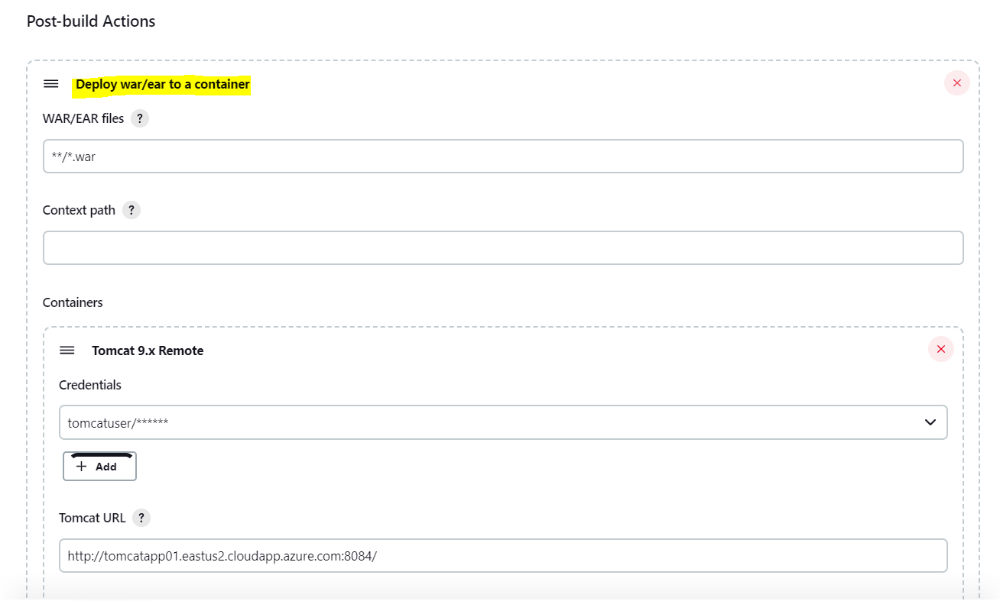 Post-build Actions
Deploy war/ear to a container
WAR/EAR files ?
**/*.war
Context path ?
Containers
Tomcat 9.x Remote
Credentials
tomcatuser/******
+ Add
Tomcat URL ?
http://tomcatapp01.eastus2.cloudapp.azure.com:8084/